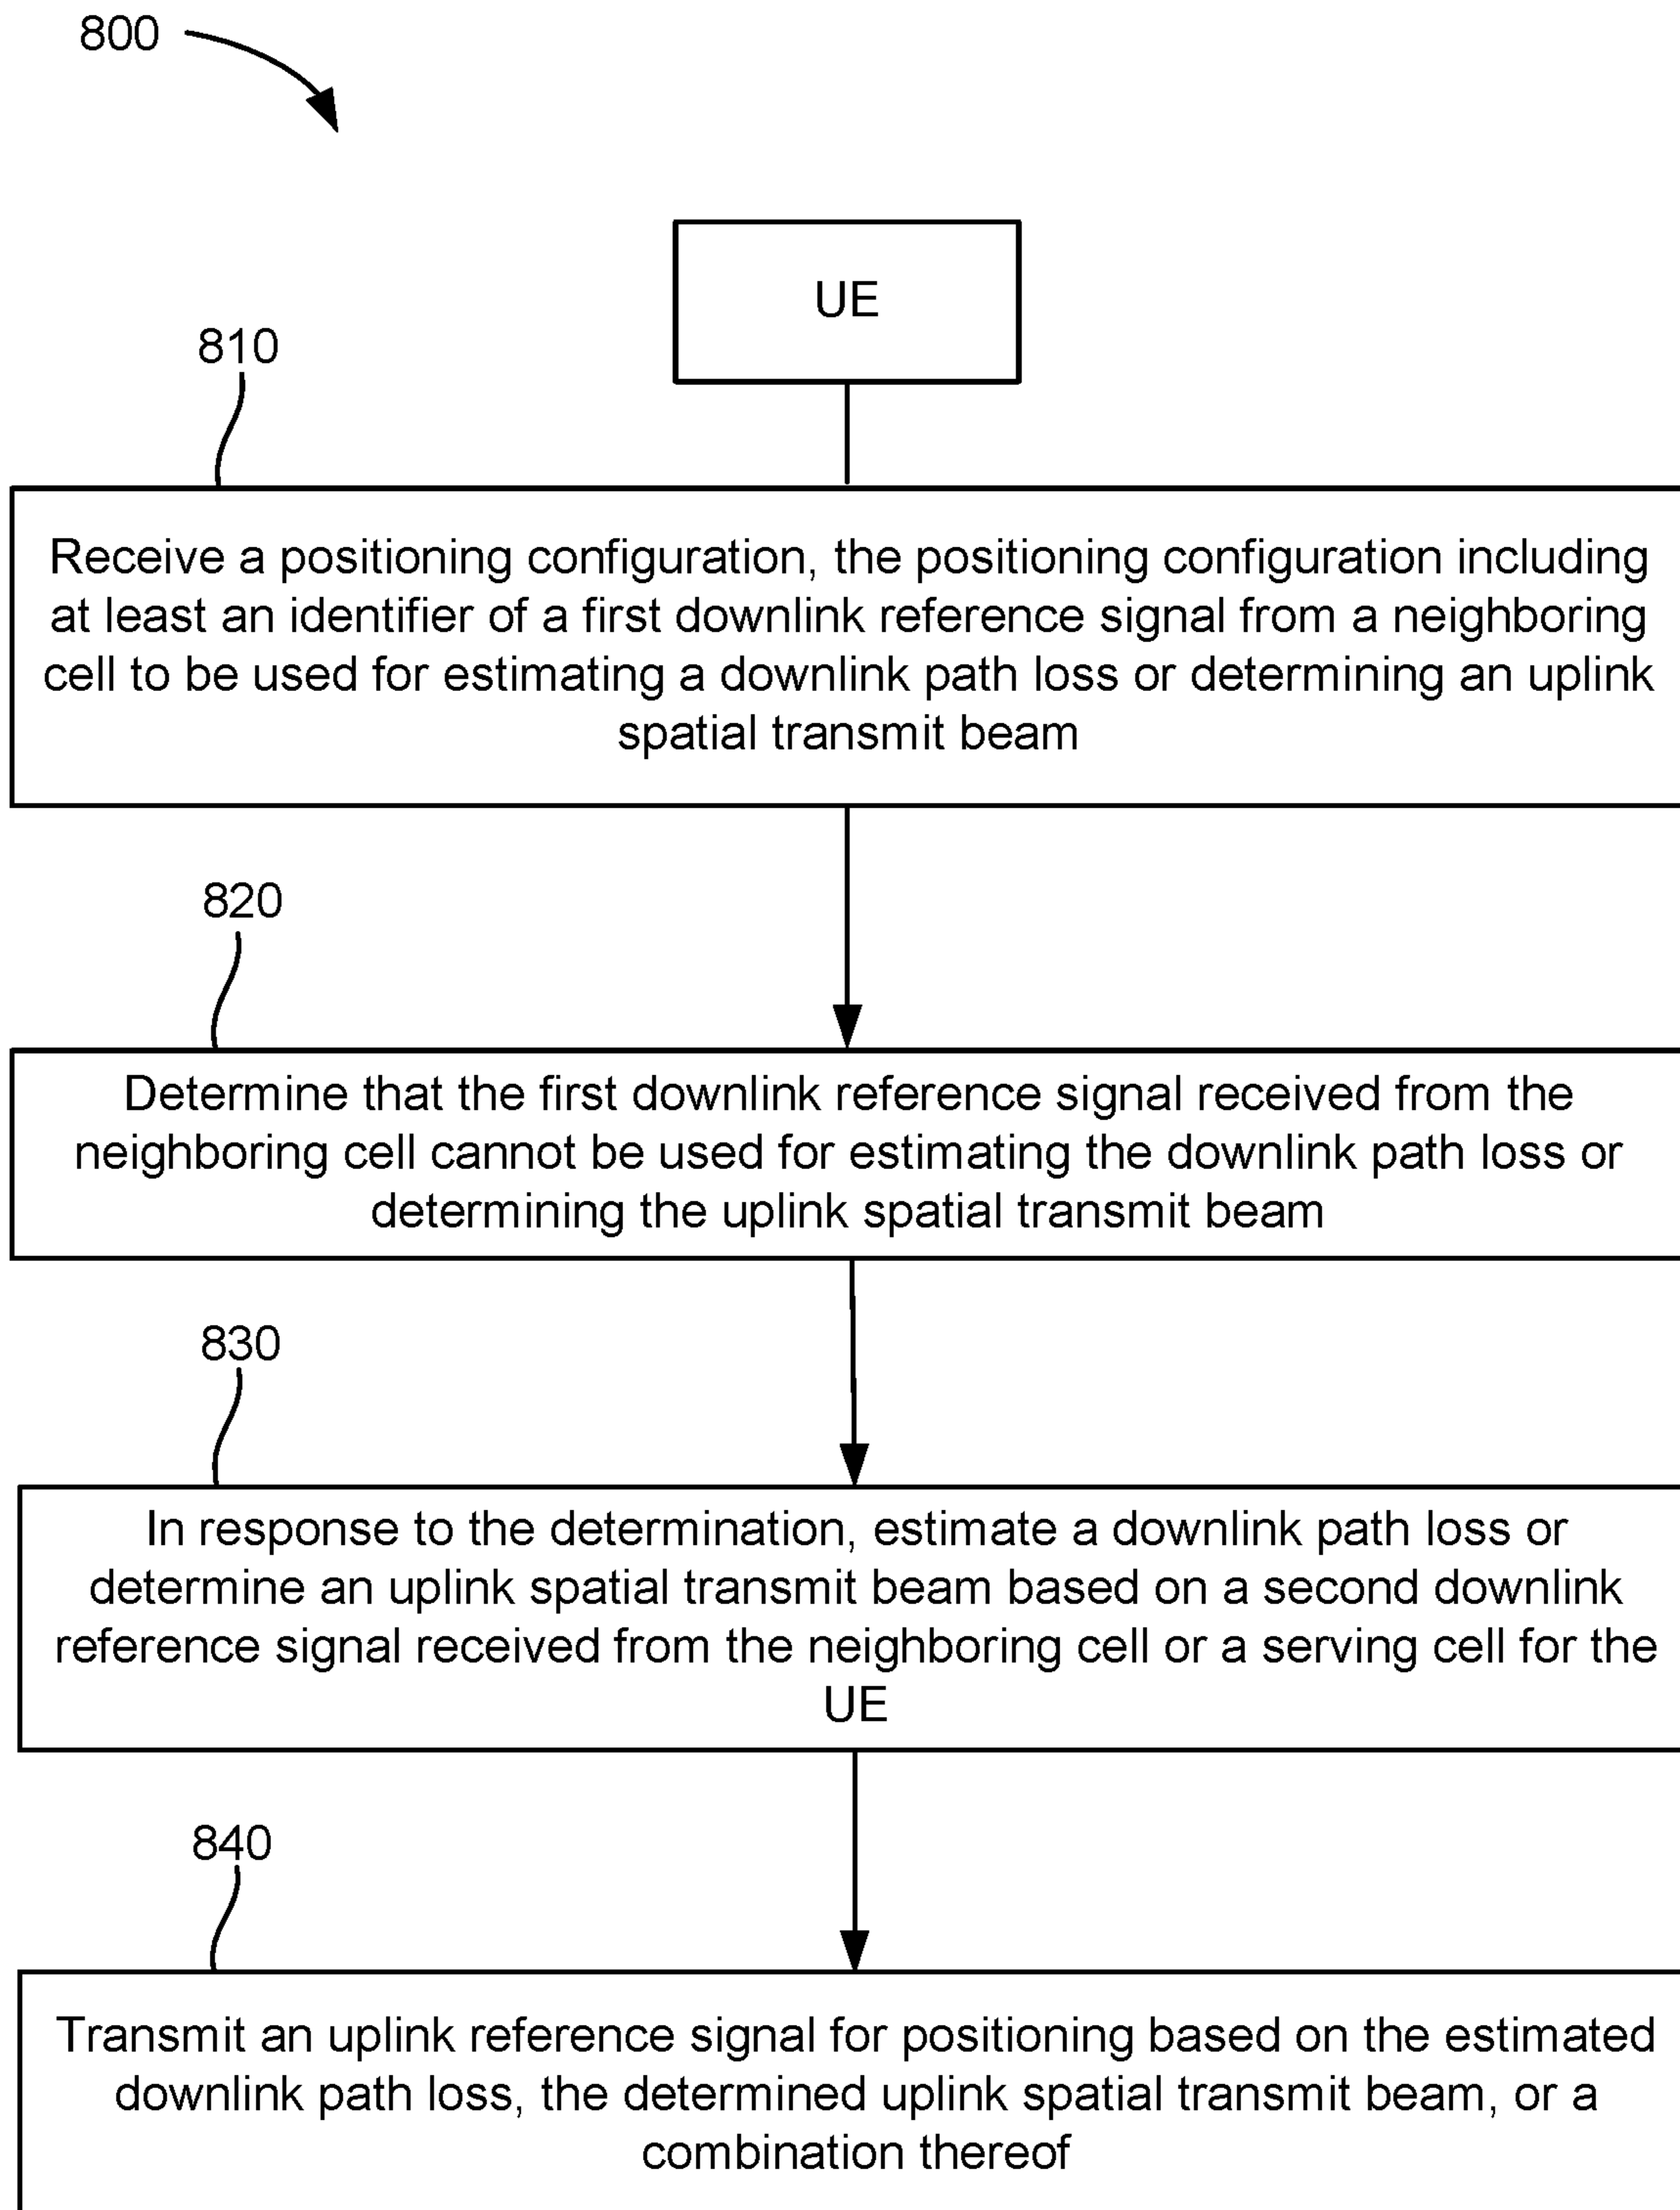 800
UE
810
Receive a positioning configuration, the positioning configuration including
at least an identifier of a first downlink reference signal from a neighboring
cell to be used for estimating a downlink path loss or determining an uplink
spatial transmit beam
820
Determine that the first downlink reference signal received from the
neighboring cell cannot be used for estimating the downlink path loss or
determining the uplink spatial transmit beam
830
In response to the determination, estimate a downlink path loss or
determine an uplink spatial transmit beam based on a second downlink
reference signal received from the neighboring cell or a serving cell for the
UE
840
Transmit an uplink reference signal for positioning based on the estimated
downlink path loss, the determined uplink spatial transmit beam, or a
combination thereof